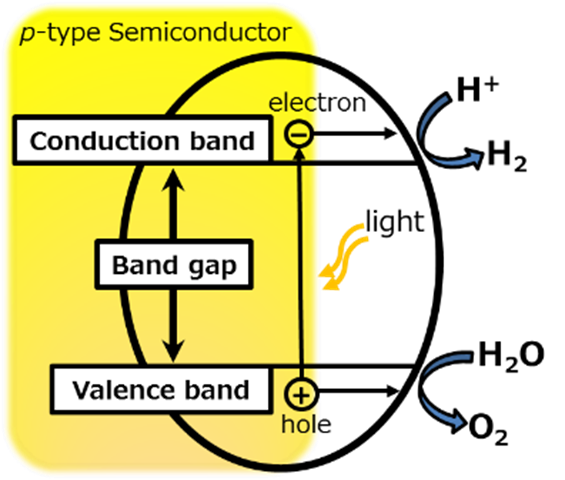 p-type Semiconductor
electron
H⁺
Conduction band
−
H₂
light
Band gap
H₂O
Valence band
+
hole
O₂